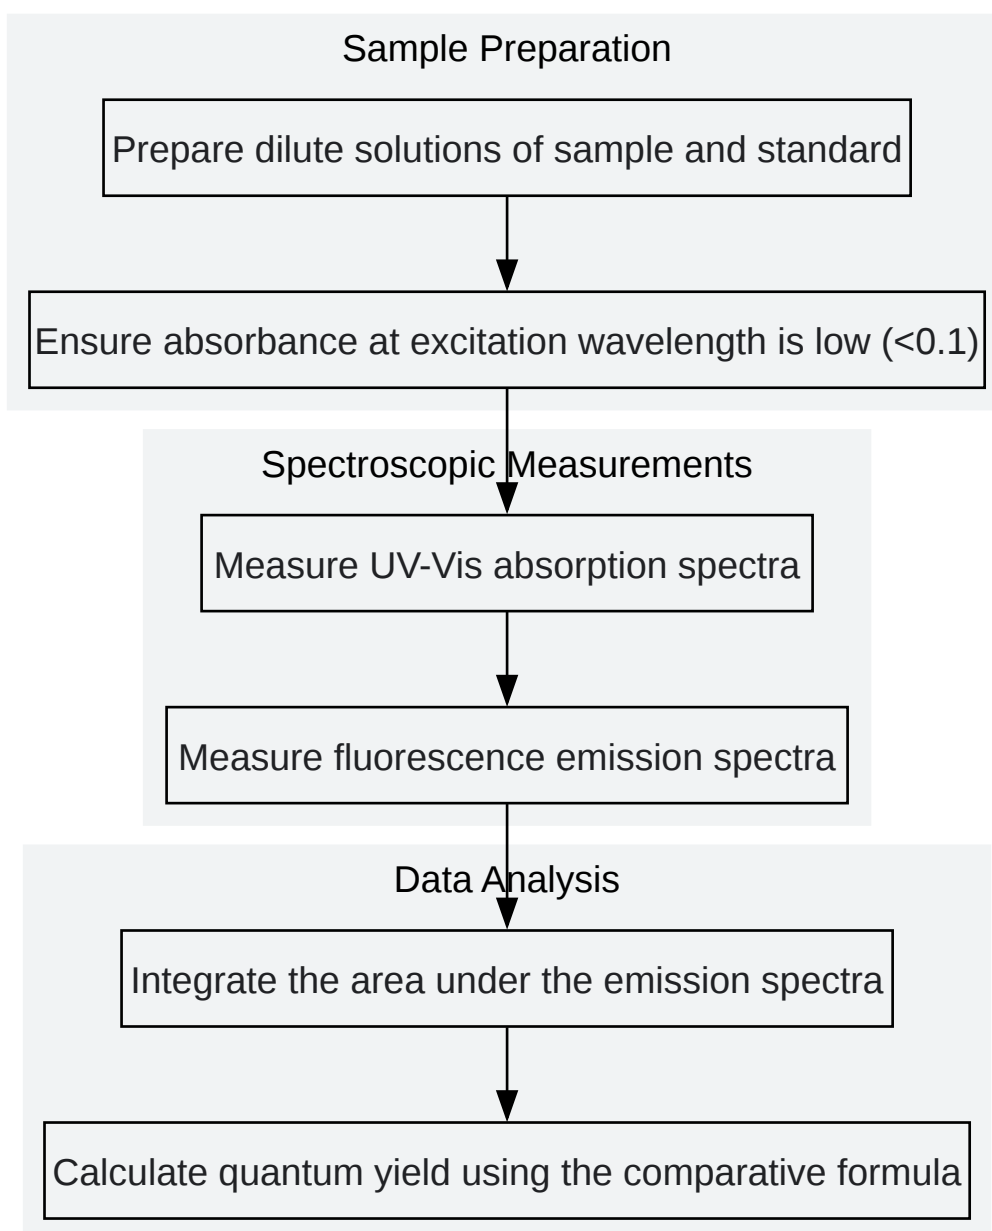 Sample Preparation
Prepare dilute solutions of sample and standard
Ensure absorbance at excitation wavelength is low (<0.1)
Spectroscopic Measurements
Measure UV-Vis absorption spectra
Measure fluorescence emission spectra
Data Analysis
Integrate the area under the emission spectra
Calculate quantum yield using the comparative formula